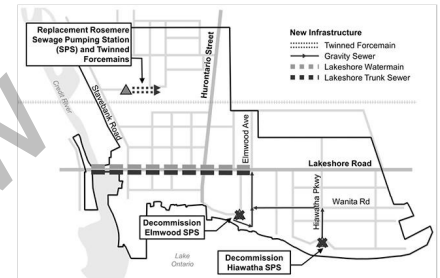 Replacement Rosemere
Sewage Pumping Station
(SPS) and Twinned
Forcemains
New Infrastructure
Twinned Forcemain
Gravity Sewer
Lakeshore Watermain
Lakeshore Trunk Sewer
Hurontario Street
Stavebank Road
Credit River
Elmwood Ave
Lakeshore Road
Hiawatha Pkwy
Wanita Rd
Decommission
Elmwood SPS
Decommission
Hiawatha SPS
Lake
Ontario